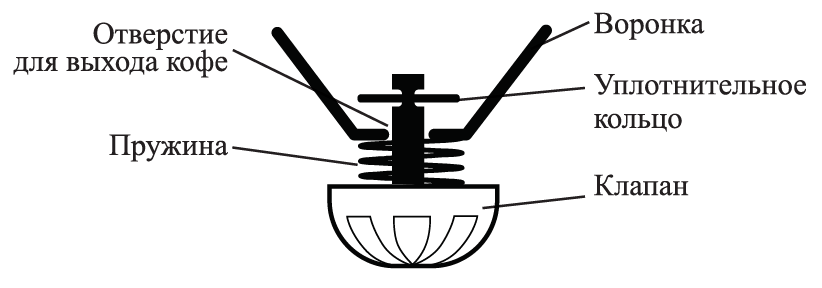 Отверстие
для выхода кофе
Пружина
Воронка
Уплотнительное
кольцо
Клапан